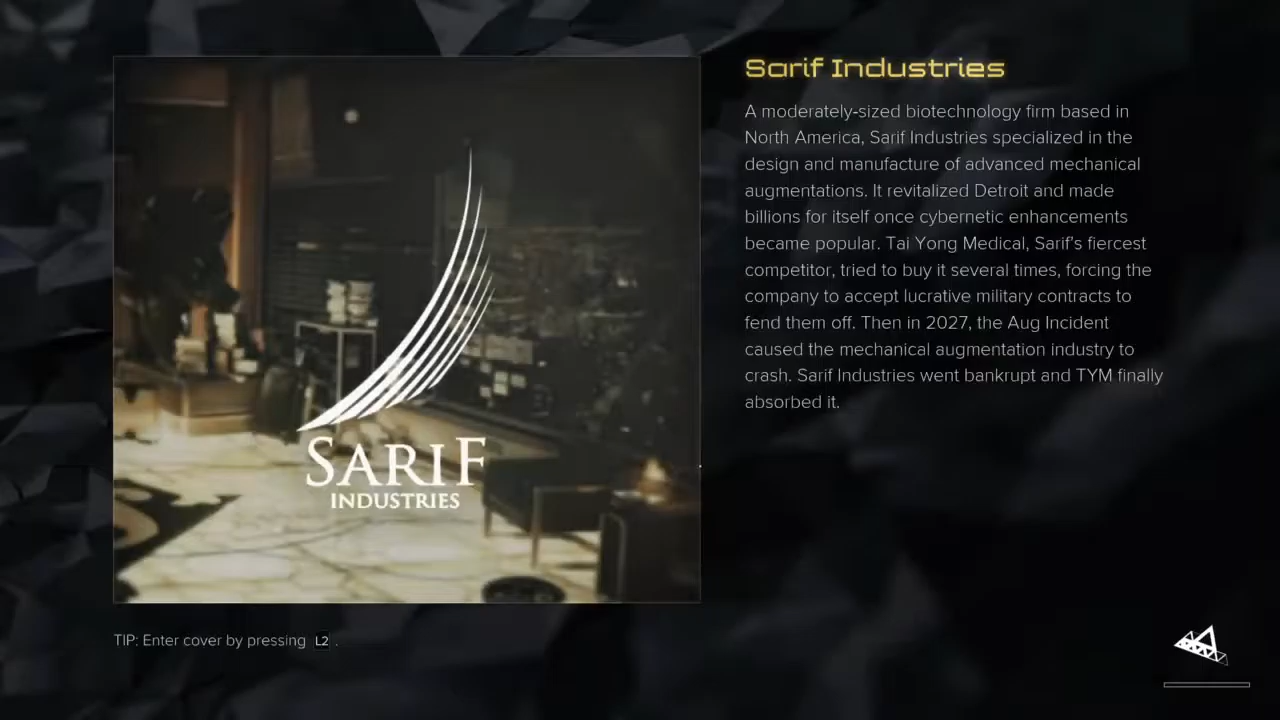 Sarif Industries
A moderately-sized biotechnology firm based in
North America, Sarif Industries specialized in the
design and manufacture of advanced mechanical
augmentations. It revitalized Detroit and made
billions for itself once cybernetic enhancements
became popular. Tai Yong Medical, Sarif's fiercest
competitor, tried to buy it several times, forcing the
company to accept lucrative military contracts to
fend them off. Then in 2027, the Aug Incident
caused the mechanical augmentation industry to
crash. Sarif Industries went bankrupt and TYM finally
absorbed it.
SARIF
INDUSTRIES
TIP: Enter cover by pressing L2 .